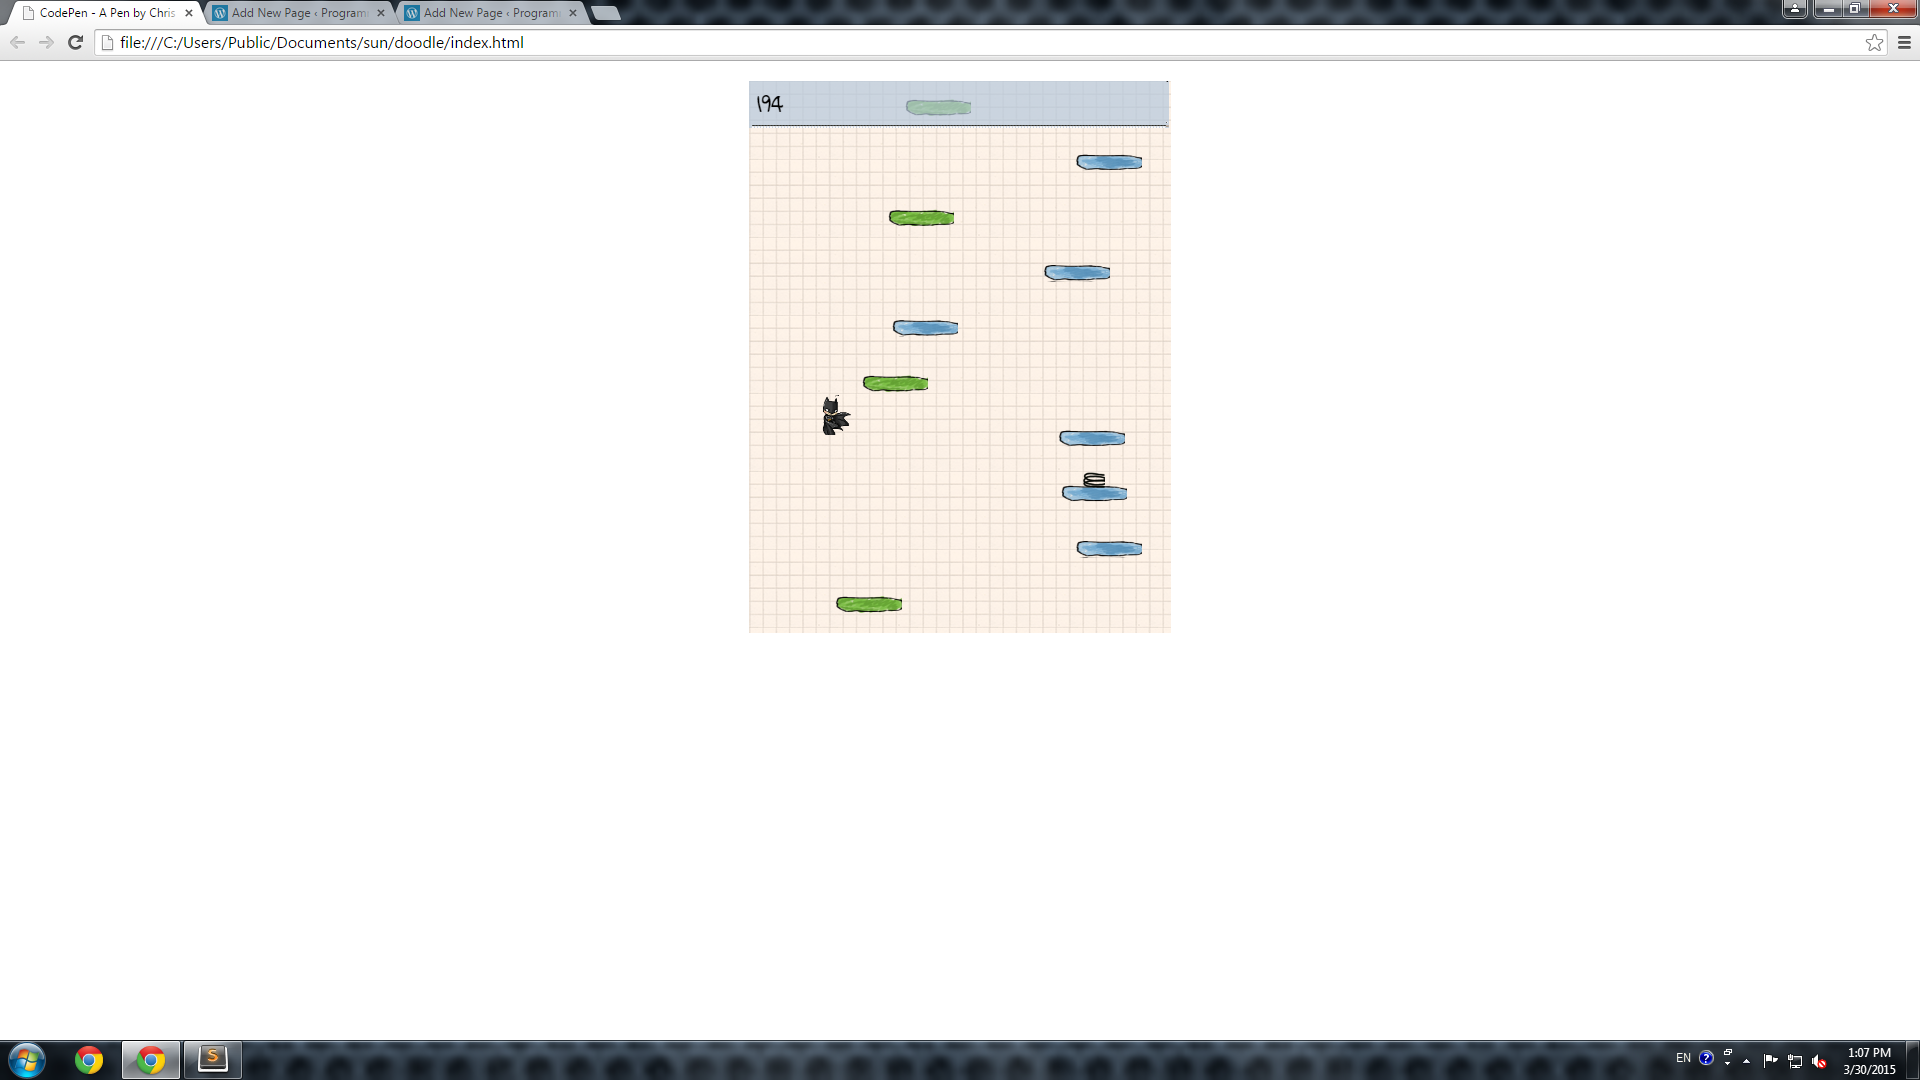 CodePen - A Pen by Chris
Add New Page ‹ Program
Add New Page ‹ Program
file:///C:/Users/Public/Documents/sun/doodle/index.html
194
EN
1:07 PM
3/30/2015